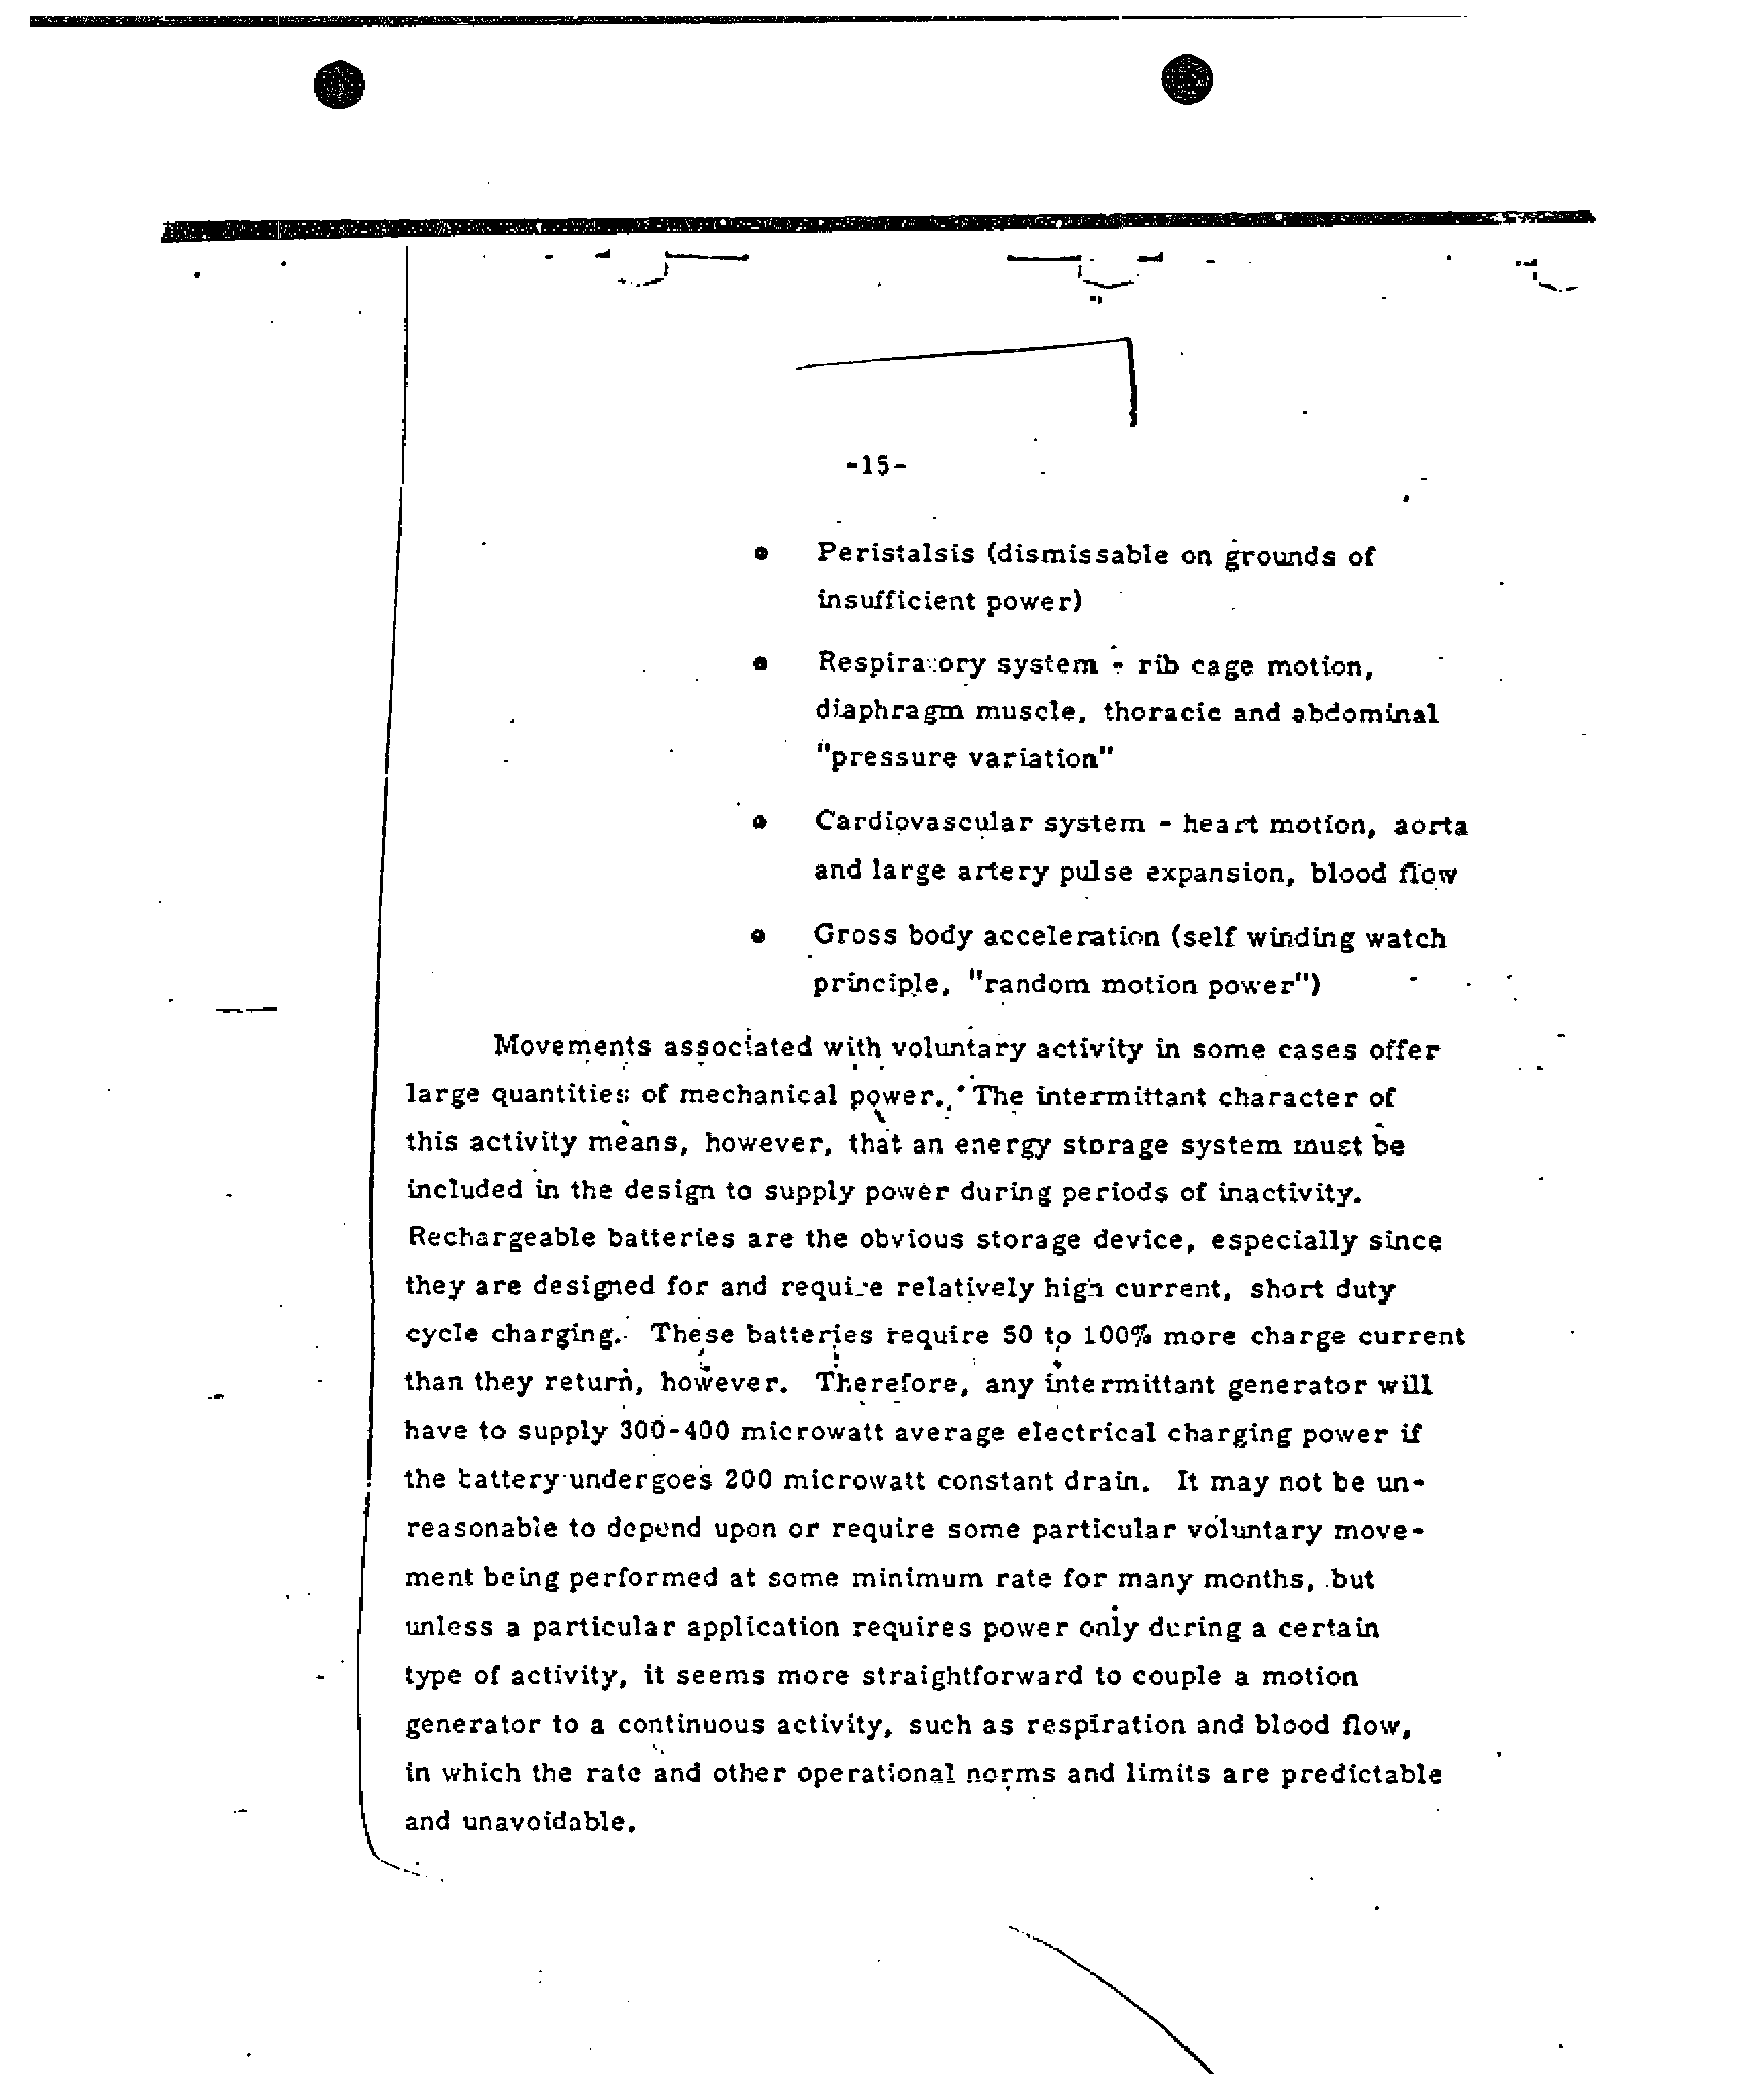 -15-
• Peristalsis (dismissable on grounds of
insufficient power)
• Respiratory system - rib cage motion,
diaphragm muscle, thoracic and abdominal
"pressure variation"
• Cardiovascular system - heart motion, aorta
and large artery pulse expansion, blood flow
• Gross body acceleration (self winding watch
principle, "random motion power")
Movements associated with voluntary activity in some cases offer
large quantities of mechanical power. The intermittant character of
this activity means, however, that an energy storage system must be
included in the design to supply power during periods of inactivity.
Rechargeable batteries are the obvious storage device, especially since
they are designed for and require relatively high current, short duty
cycle charging. These batteries require 50 to 100% more charge current
than they return, however. Therefore, any intermittant generator will
have to supply 300-400 microwatt average electrical charging power if
the battery undergoes 200 microwatt constant drain. It may not be un-
reasonable to depend upon or require some particular voluntary move-
ment being performed at some minimum rate for many months, but
unless a particular application requires power only during a certain
type of activity, it seems more straightforward to couple a motion
generator to a continuous activity, such as respiration and blood flow,
in which the rate and other operational norms and limits are predictable
and unavoidable.